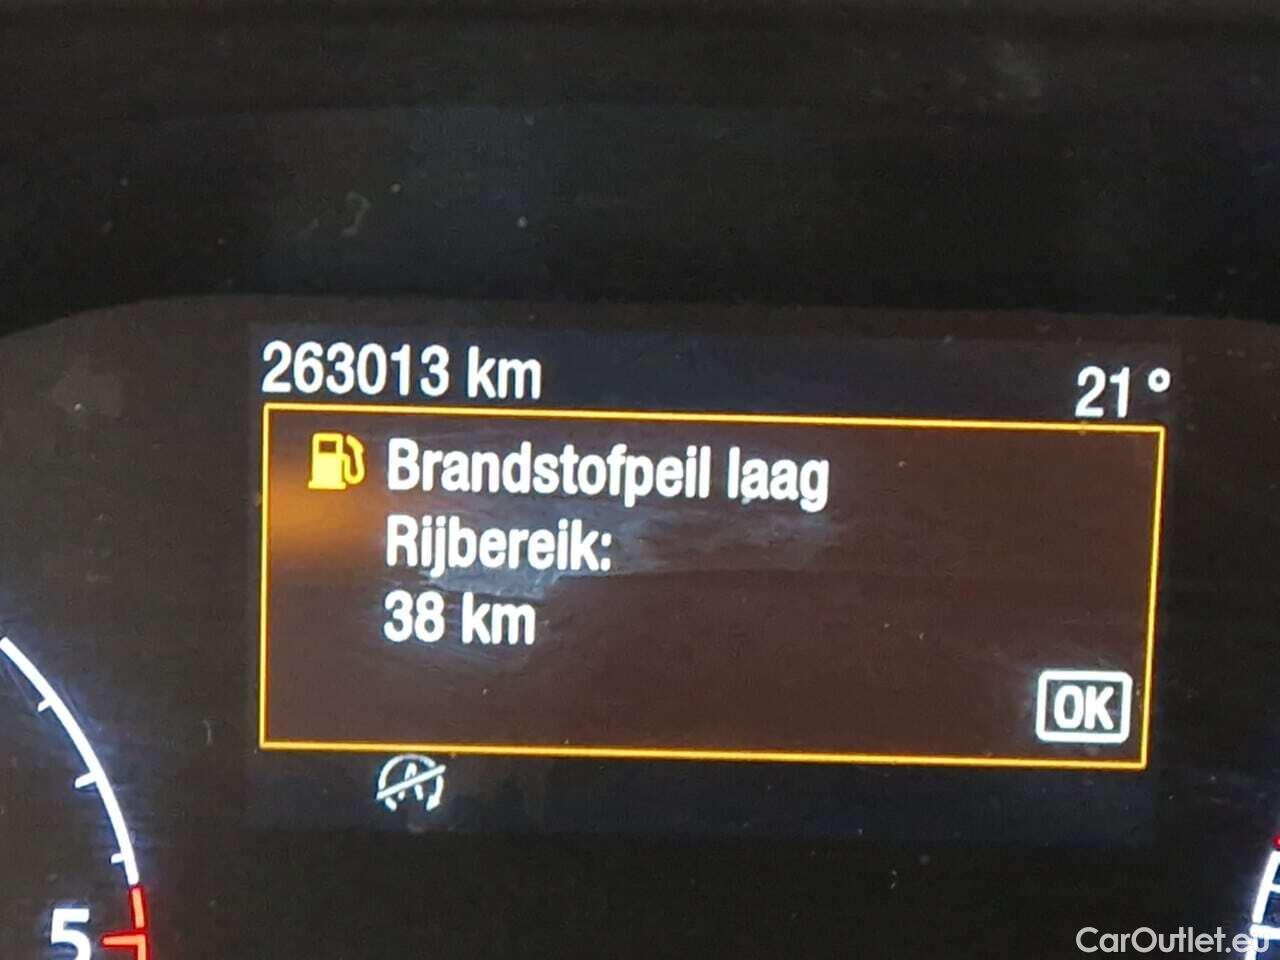 263013 km 21°
Brandstofpeil laag
Rijbereik:
38 km
OK
A
5
CarOutlet.eu